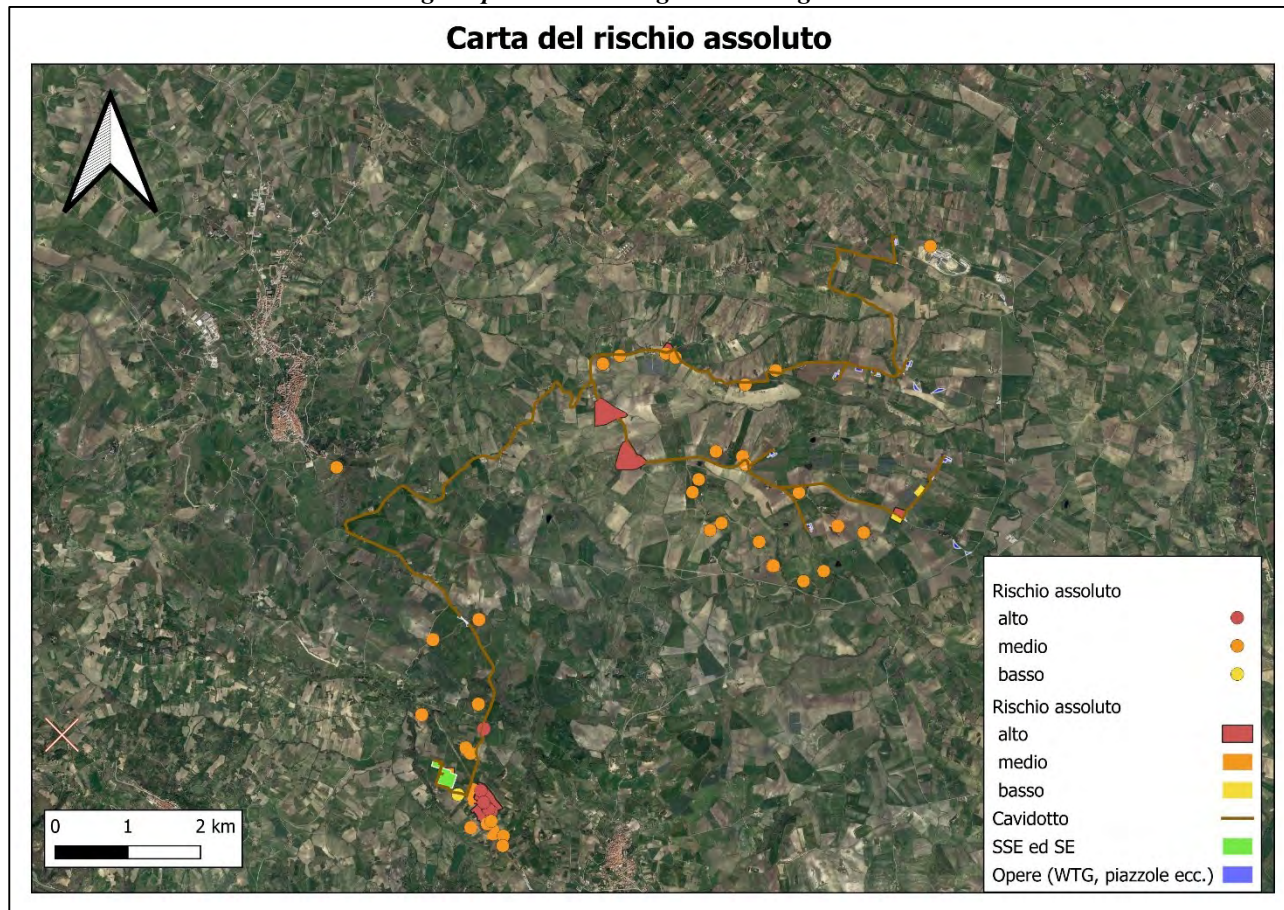 Carta del rischio assoluto
Rischio assoluto
alto
medio
basso
Rischio assoluto
alto
medio
basso
Cavidotto
SSE ed SE
Opere (WTG, piazzole ecc.)
0 1 2 km